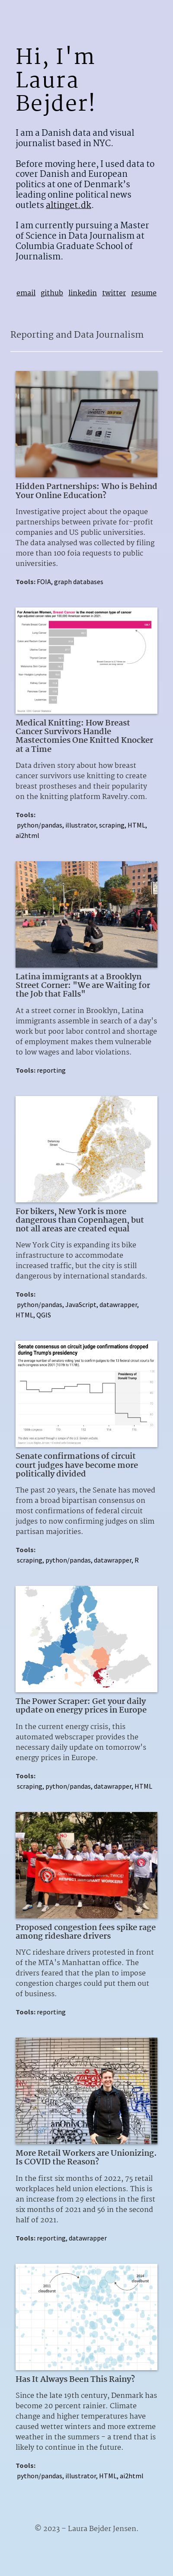 Hi, I'm
Laura
Bejder!
I am a Danish data and visual
journalist based in NYC.
Before moving here, I used data to
cover Danish and European
politics at one of Denmark's
leading online political news
outlets altinget.dk.
I am currently pursuing a Master
of Science in Data Journalism at
Columbia Graduate School of
Journalism.
email github linkedin twitter resume
Reporting and Data Journalism
Hidden Partnerships: Who is Behind
Your Online Education?
Investigative project about the opaque
partnerships between private for-profit
companies and US public universities.
The data analysed was collected by filing
more than 100 foia requests to public
universities.
Tools: FOIA, graph databases
For American Women, Breast Cancer is the most common type of cancer
Medical Knitting: How Breast
Cancer Survivors Handle
Mastectomies One Knitted Knocker
at a Time
Data driven story about how breast
cancer survivors use knitting to create
breast prostheses and their popularity
on the knitting platform Ravelry.com.
Tools:
python/pandas, illustrator, scraping, HTML,
ai2html
Latina immigrants at a Brooklyn
Street Corner: "We are Waiting for
the Job that Falls"
At a street corner in Brooklyn, Latina
immigrants assemble in search of a day's
work but poor labor control and shortage
of employment makes them vulnerable
to low wages and labor violations.
Tools: reporting
For bikers, New York is more
dangerous than Copenhagen, but
not all areas are created equal
New York City is expanding its bike
infrastructure to accommodate
increased traffic, but the city is still
dangerous by international standards.
Tools:
python/pandas, JavaScript, datawrapper,
HTML, QGIS
Senate confirmations on circuit court judge confirmations dropped
during Trump's presidency
Presidency of
Donald Trump
Senate confirmations of circuit
court judges have become more
politically divided
The past 20 years, the Senate has moved
from a broad bipartisan consensus on
most confirmations of federal circuit
judges to now confirming judges on slim
partisan majorities.
Tools:
scraping, python/pandas, datawrapper, R
The Power Scraper: Get your daily
update on energy prices in Europe
In the current energy crisis, this
automated webscraper provides the
necessary daily update on tomorrow's
energy prices in Europe.
Tools:
scraping, python/pandas, datawrapper, HTML
Proposed congestion fees spike rage
among rideshare drivers
NYC rideshare drivers protested in front
of the MTA's Manhattan office. The
drivers feared that the plan to impose
congestion charges could put them out
of business.
Tools: reporting
More Retail Workers are Unionizing.
Is COVID the Reason?
In the first six months of 2022, 75 retail
workplaces held union elections. This is
an increase from 29 elections in the first
six months of 2021 and 56 in the second
half of 2021.
Tools: reporting, datawrapper
2011
cloudburst
2014
cloudburst
Has It Always Been This Rainy?
Since the late 19th century, Denmark has
become 20 percent rainier. Climate
change and higher temperatures have
caused wetter winters and more extreme
weather in the summers - a trend that is
likely to continue in the future.
Tools:
python/pandas, illustrator, HTML, ai2html
© 2023 – Laura Bejder Jensen.